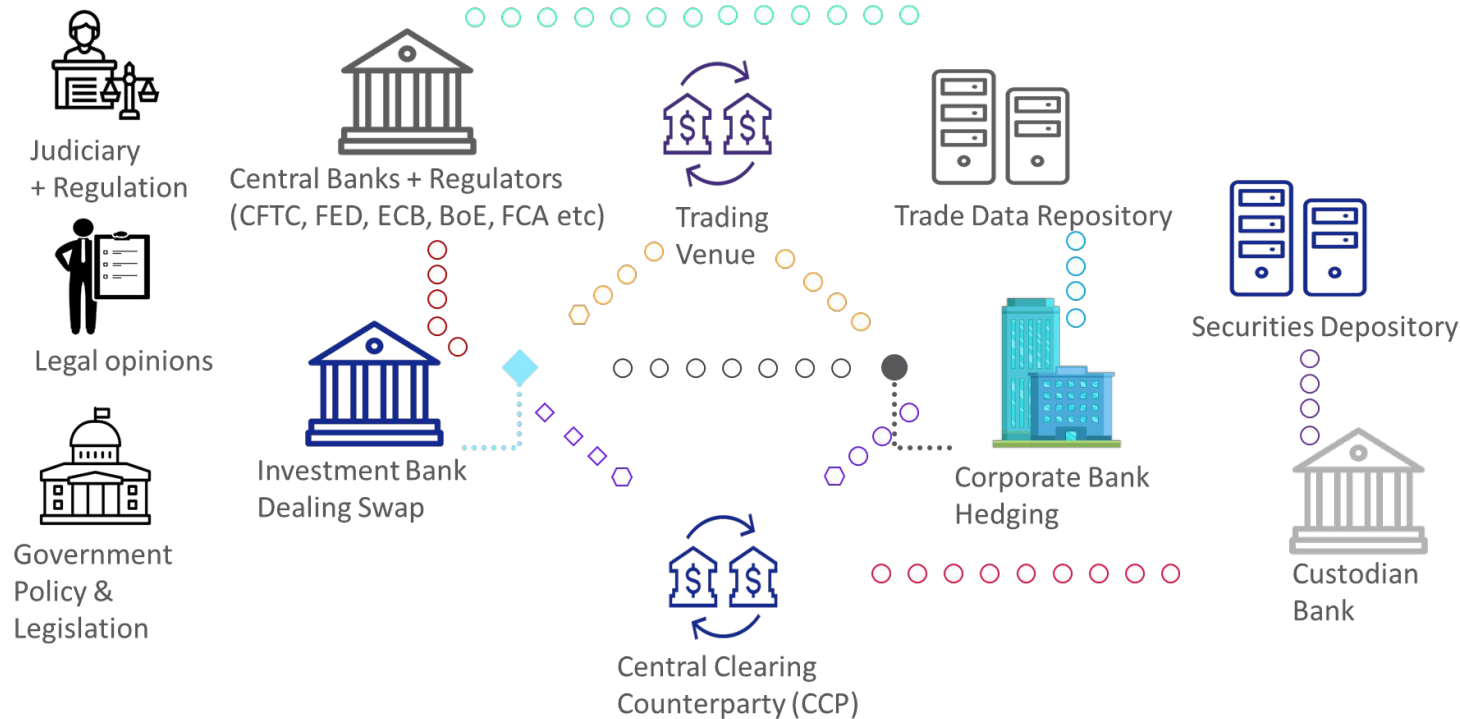 Judiciary
+ Regulation
Central Banks + Regulators
(CFTC, FED, ECB, BoE, FCA etc)
Trading
Venue
Trade Data Repository
Securities Depository
Legal opinions
Investment Bank
Dealing Swap
Corporate Bank
Hedging
Government
Policy &
Legislation
Central Clearing
Counterparty (CCP)
Custodian
Bank